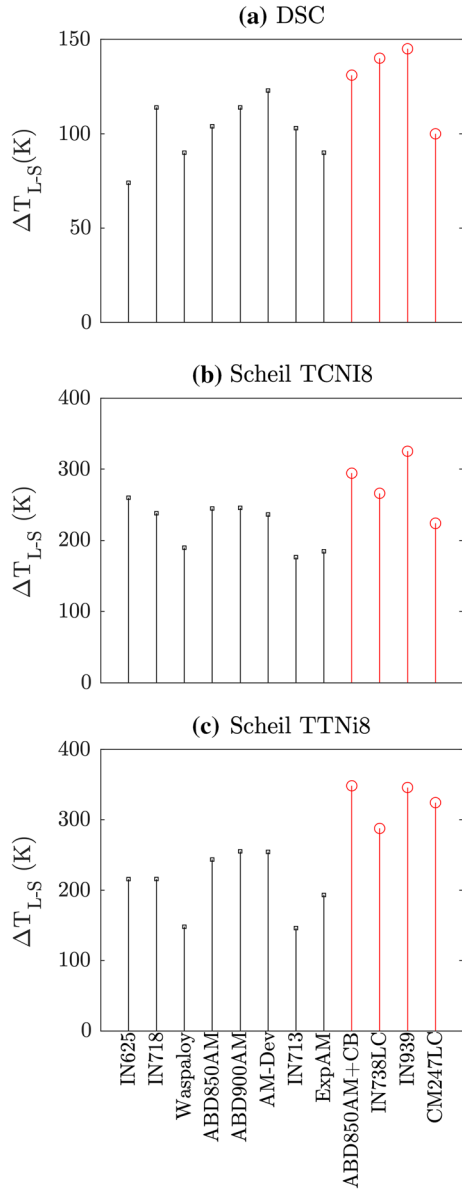 (a) DSC
150
100
50
0
ΔT_L-S(K)
(b) Scheil TCNI8
400
300
200
100
0
ΔT_L-S (K)
(c) Scheil TTNi8
400
300
200
100
0
ΔT_L-S (K)
IN625
IN718
Waspaloy
ABD850AM
ABD900AM
AM-Dev
IN713
ExpAM
ABD850AM+CB
IN738LC
IN939
CM247LC